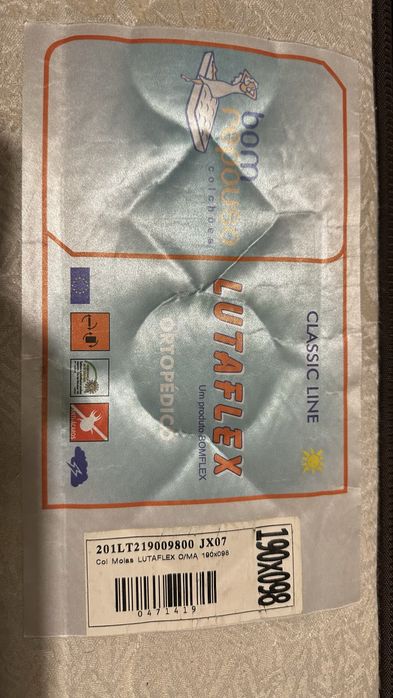 bom
repouso
colchões
CLASSIC LINE
LUTAFLEX
Um produto BOMFLEX
ORTOPÉDICO
201LT219009800 JX07
Col Molas LUTAFLEX O/MA 190x098
0471419
190x098